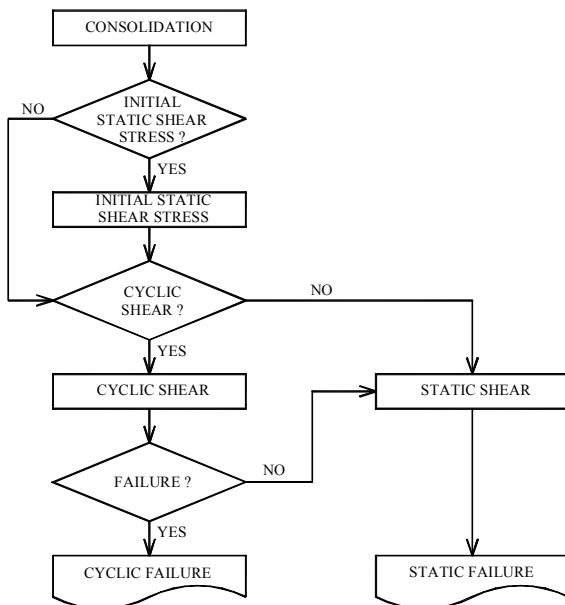 CONSOLIDATION
INITIAL
STATIC SHEAR
STRESS ?
NO
YES
INITIAL STATIC
SHEAR STRESS
CYCLIC
SHEAR ?
NO
YES
CYCLIC SHEAR
STATIC SHEAR
FAILURE ?
NO
YES
CYCLIC FAILURE
STATIC FAILURE